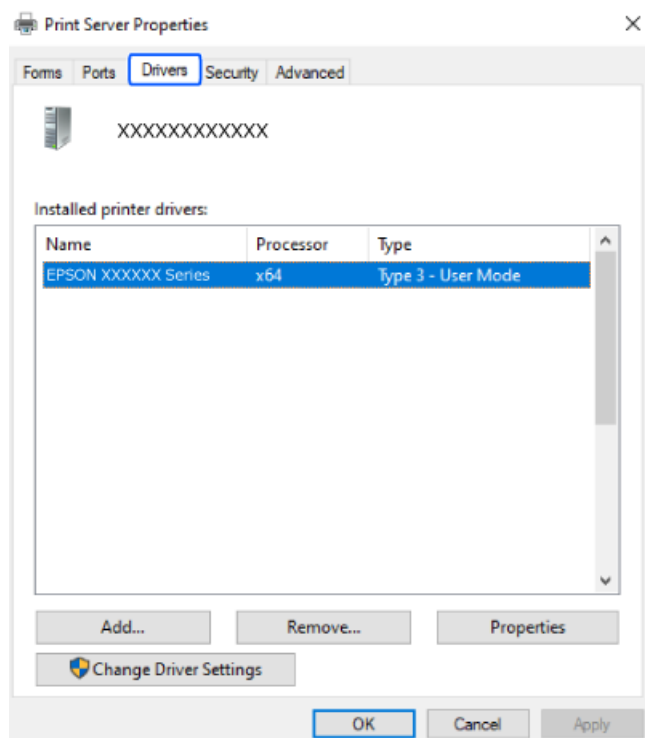 Print Server Properties
Forms Ports Drivers Security Advanced
XXXXXXXXXXXX
Installed printer drivers:
Name Processor Type
EPSON XXXXXX Series x64 Type 3 - User Mode
Add... Remove... Properties
Change Driver Settings
OK Cancel Apply